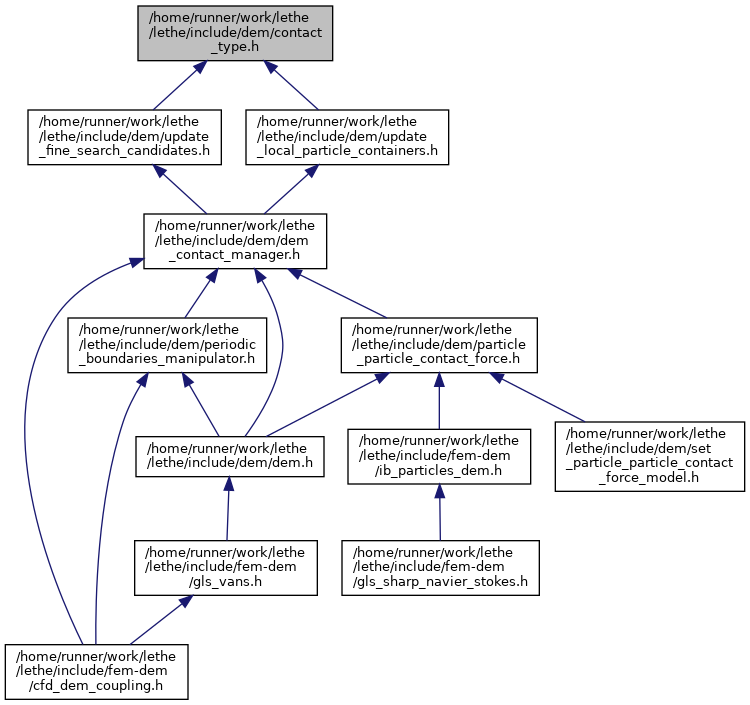 /home/runner/work/lethe
/lethe/include/dem/contact
_type.h
/home/runner/work/lethe
/lethe/include/dem/update
_fine_search_candidates.h
/home/runner/work/lethe
/lethe/include/dem/update
_local_particle_containers.h
/home/runner/work/lethe
/lethe/include/dem/dem
_contact_manager.h
/home/runner/work/lethe
/lethe/include/dem/periodic
_boundaries_manipulator.h
/home/runner/work/lethe
/lethe/include/dem/particle
_particle_contact_force.h
/home/runner/work/lethe
/lethe/include/dem/dem.h
/home/runner/work/lethe
/lethe/include/fem-dem
/ib_particles_dem.h
/home/runner/work/lethe
/lethe/include/dem/set
_particle_particle_contact
_force_model.h
/home/runner/work/lethe
/lethe/include/fem-dem
/gls_vans.h
/home/runner/work/lethe
/lethe/include/fem-dem
/gls_sharp_navier_stokes.h
/home/runner/work/lethe
/lethe/include/fem-dem
/cfd_dem_coupling.h